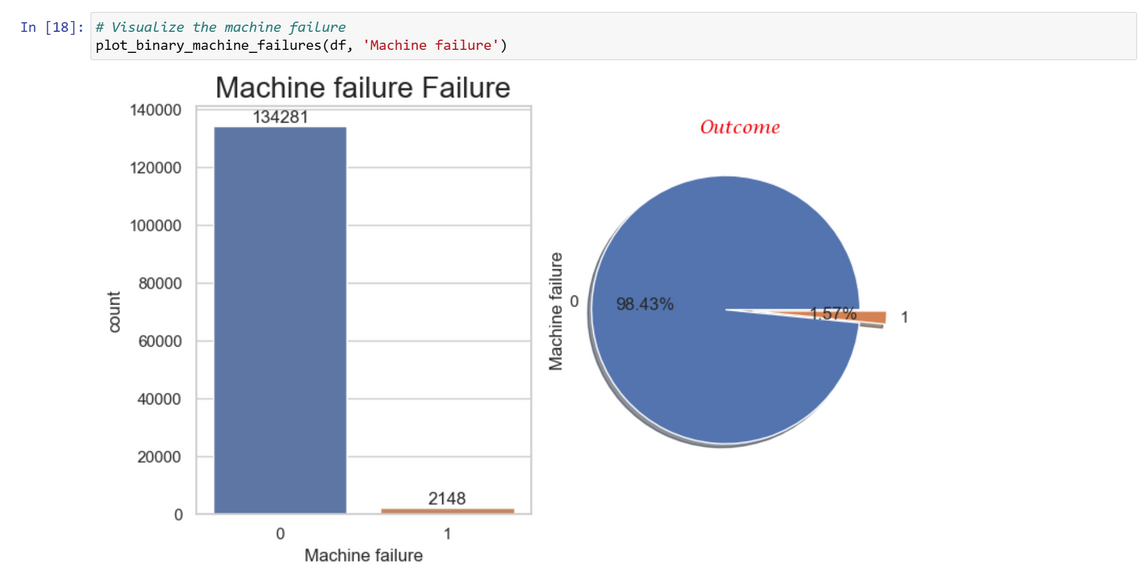 In [18]: # Visualize the machine failure
plot_binary_machine_failures(df, 'Machine failure')
Machine failure Failure
140000
120000
100000
80000
60000
40000
20000
0
count
134281
2148
0 1
Machine failure
Outcome
Machine failure
0
98.43%
1.57%
1